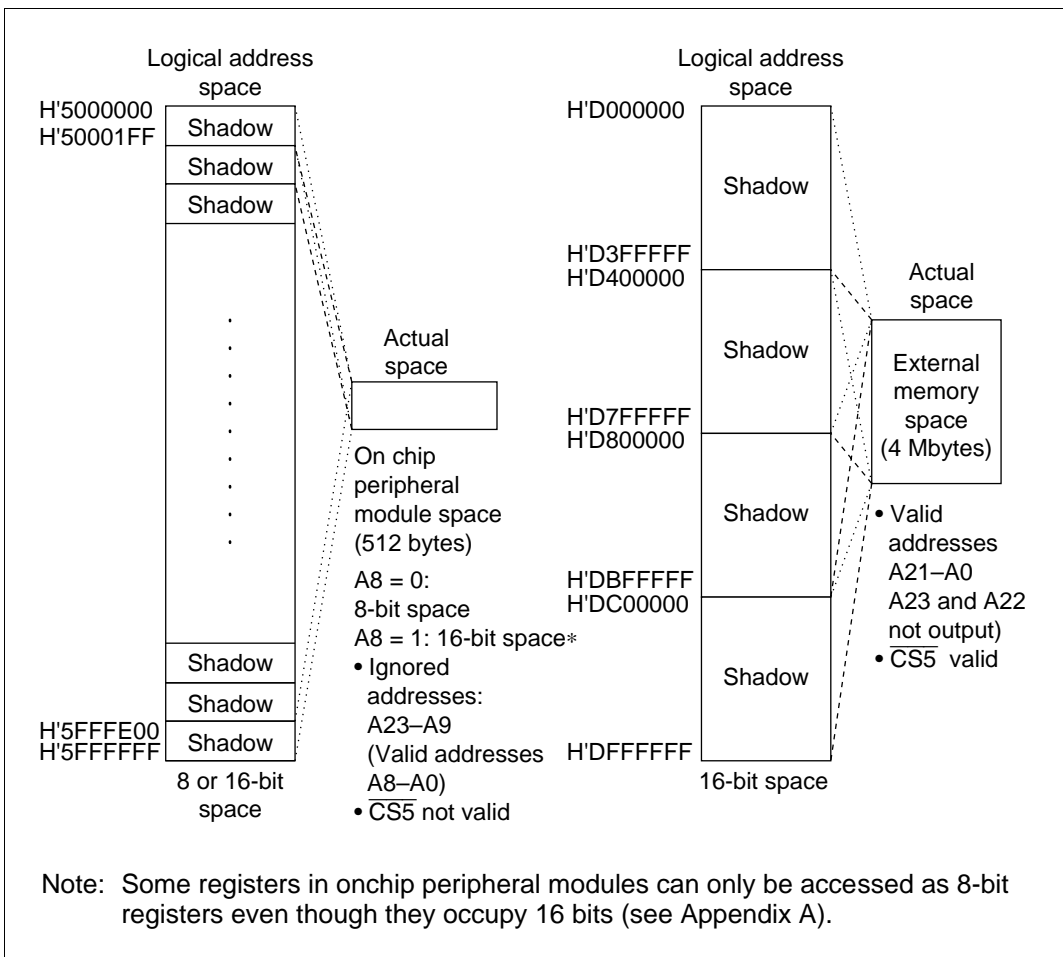 Logical address
space
H'5000000
H'50001FF
Shadow
Shadow
Shadow
Shadow
Shadow
H'5FFFE00
H'5FFFFFF
Shadow
8 or 16-bit
space
Actual
space
On chip
peripheral
module space
(512 bytes)
A8 = 0:
8-bit space
A8 = 1: 16-bit space*
• Ignored
addresses:
A23–A9
(Valid addresses
A8–A0)
• CS5 not valid
Logical address
space
H'D000000
Shadow
H'D3FFFFF
H'D400000
Shadow
H'D7FFFFF
H'D800000
Shadow
H'DBFFFFF
H'DC00000
Shadow
H'DFFFFFF
16-bit space
Actual
space
External
memory
space
(4 Mbytes)
• Valid
addresses
A21–A0
A23 and A22
not output)
• CS5 valid
Note: Some registers in onchip peripheral modules can only be accessed as 8-bit
registers even though they occupy 16 bits (see Appendix A).